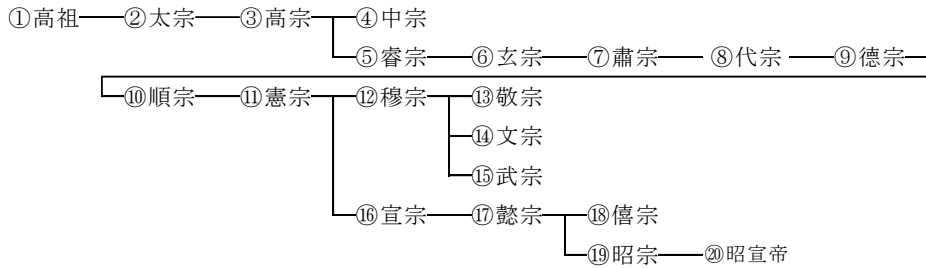 ①高祖 ②太宗 ③高宗 ④中宗
⑤睿宗 ⑥玄宗 ⑦肅宗 ⑧代宗 ⑨德宗
⑩順宗 ⑪憲宗 ⑫穆宗 ⑬敬宗
⑭文宗
⑮武宗
⑯宣宗 ⑰懿宗 ⑱僖宗
⑲昭宗 ⑳昭宣帝